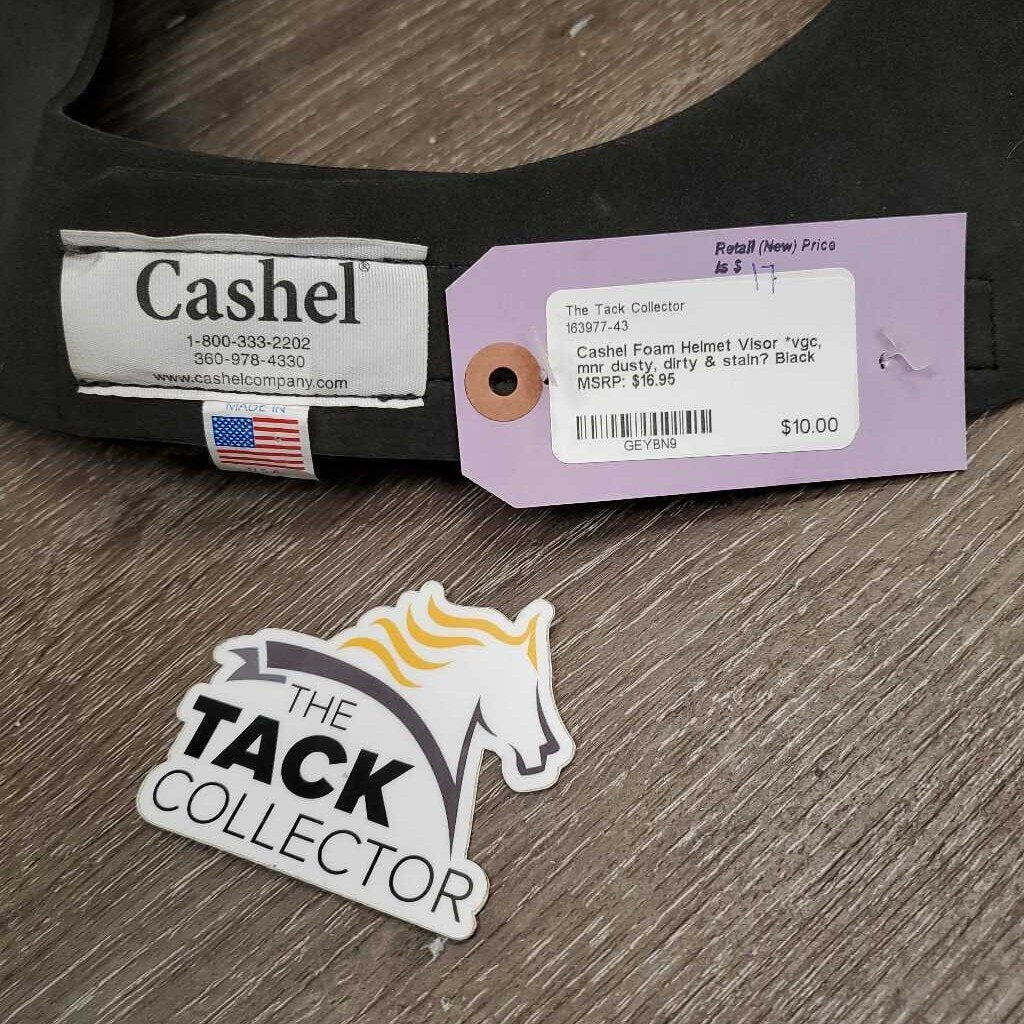 Cashel®
1-800-333-2202
360-978-4330
www.cashelcompany.com
MADE IN
USA
Retail (New) Price
Is $ 17
The Tack Collector
163977-43
Cashel Foam Helmet Visor *vgc,
mnr dusty, dirty & stain? Black
MSRP: $16.95
GEYBN9
$10.00
THE
TACK
COLLECTOR